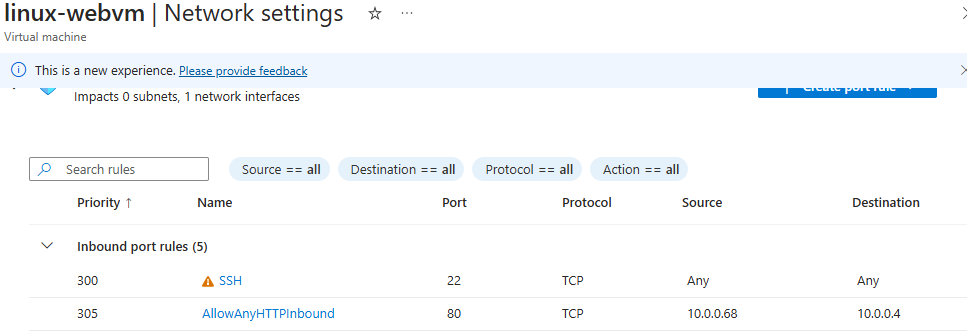 linux-webvm | Network settings
Virtual machine
This is a new experience. Please provide feedback
Impacts 0 subnets, 1 network interfaces
Create port rule
Search rules
Source == all
Destination == all
Protocol == all
Action == all
Priority ↑ Name Port Protocol Source Destination
Inbound port rules (5)
300 SSH 22 TCP Any Any
305 AllowAnyHTTPInbound 80 TCP 10.0.0.68 10.0.0.4